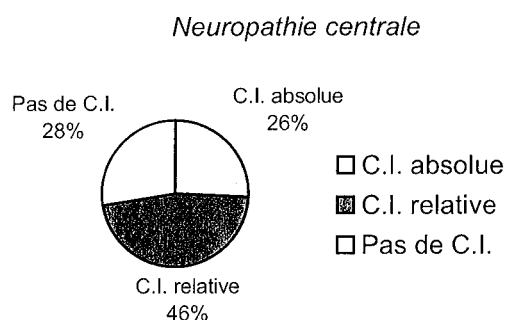 Neuropathie centrale
Pas de C.I.
28%
C.I. absolue
26%
C.I. relative
46%
C.I. absolue
C.I. relative
Pas de C.I.